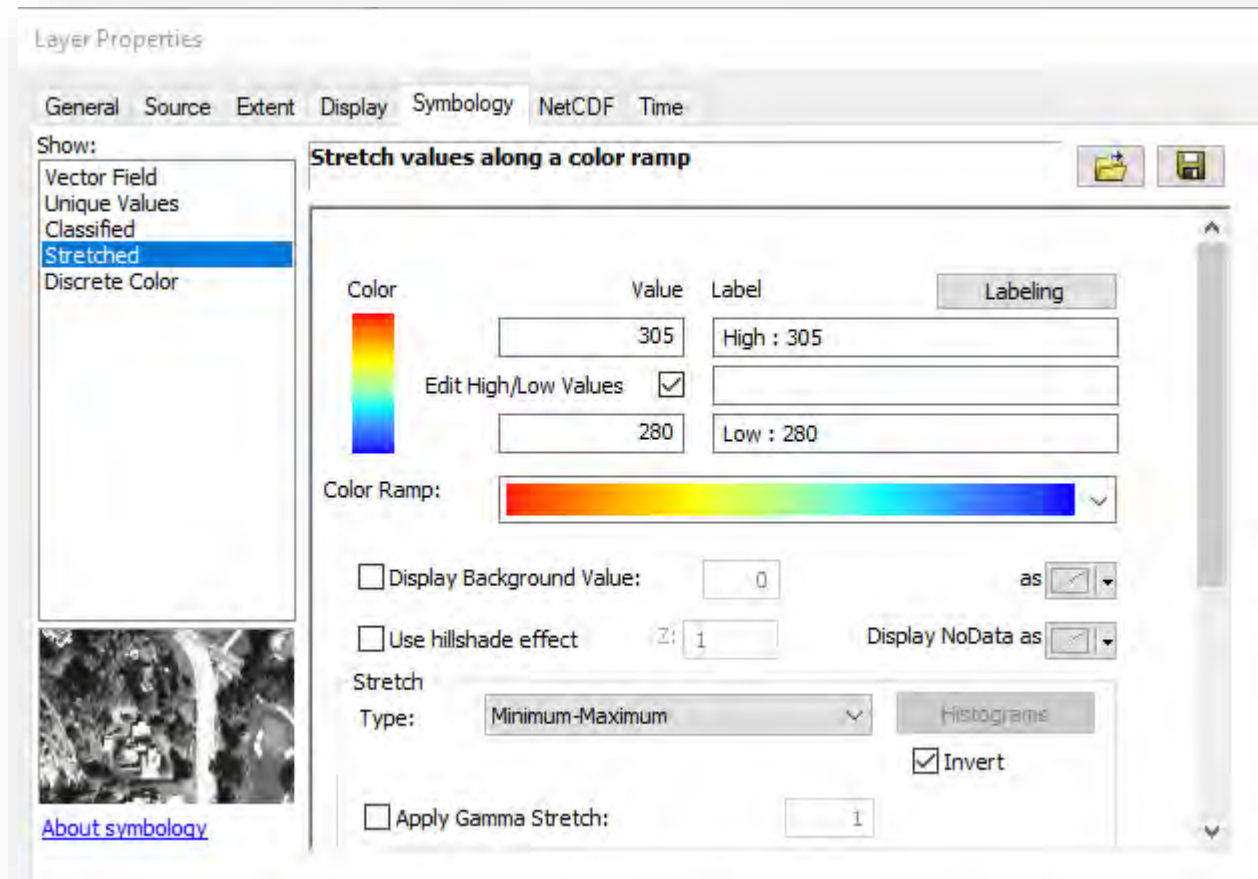 Layer Properties
General Source Extent Display Symbology NetCDF Time
Show:
Vector Field
Unique Values
Classified
Stretched
Discrete Color
About symbology
Stretch values along a color ramp
Color Value Label Labeling
305 High : 305
Edit High/Low Values
280 Low : 280
Color Ramp:
Display Background Value: 0 as
Use hillshade effect Z: 1 Display NoData as
Stretch
Type: Minimum-Maximum Histograms
Invert
Apply Gamma Stretch: 1